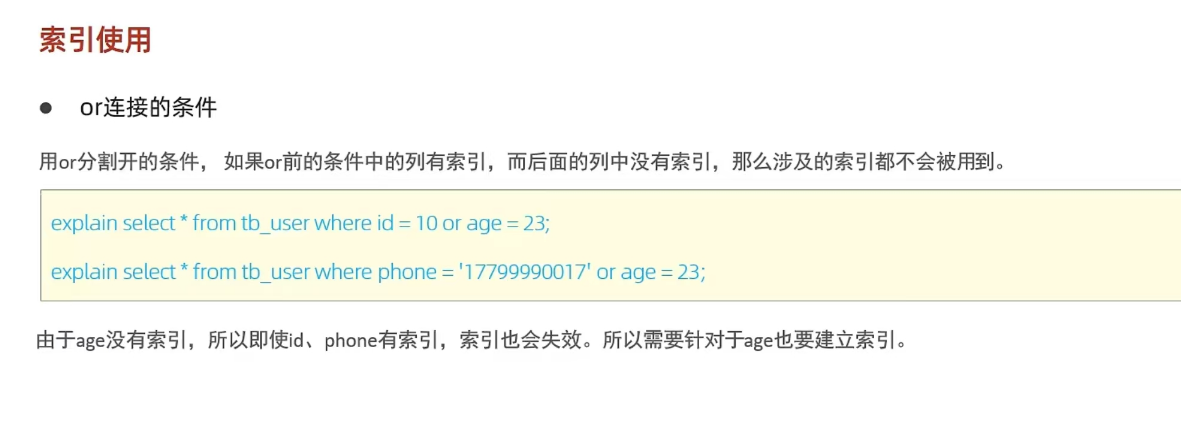 索引使用
● or连接的条件
用or分割开的条件， 如果or前的条件中的列有索引，而后面的列中没有索引，那么涉及的索引都不会被用到。
explain select * from tb_user where id = 10 or age = 23;
explain select * from tb_user where phone = '17799990017' or age = 23;
由于age没有索引，所以即使id、phone有索引，索引也会失效。所以需要针对于age也要建立索引。